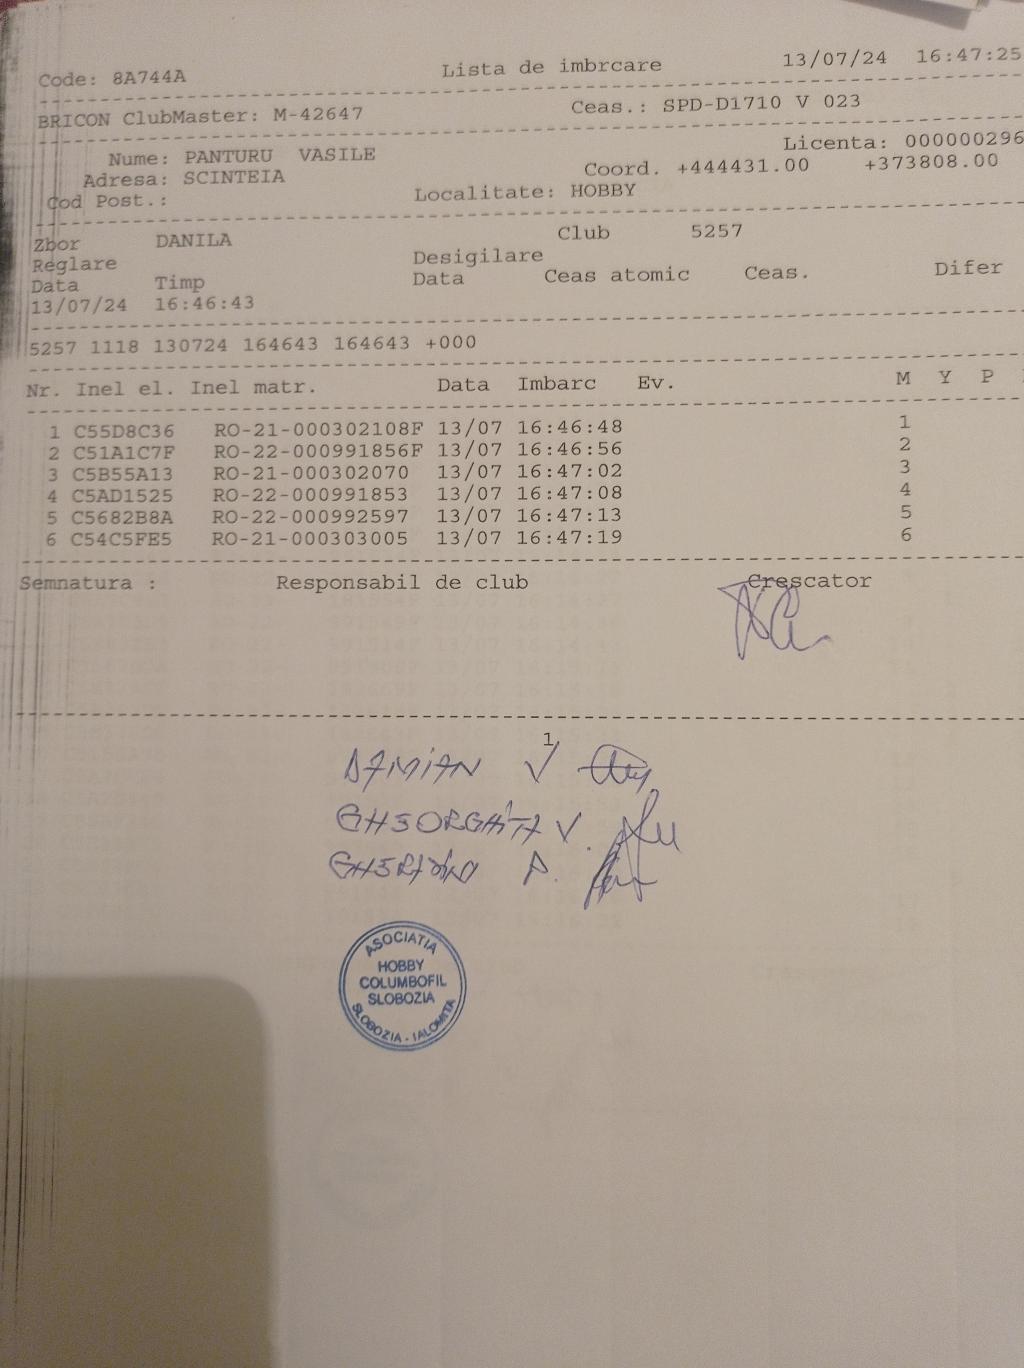 Code: 8A744A Lista de imbrcare 13/07/24 16:47:25
BRICON ClubMaster: M-42647 Ceas.: SPD-D1710 V 023
Nume: PANTURU VASILE Licenta: 000000296
Adresa: SCINTEIA Coord. +444431.00 +373808.00
Cod Post.: Localitate: HOBBY
Zbor DANILA Club 5257
Reglare Desigilare
Data Timp Data Ceas atomic Ceas. Difer
13/07/24 16:46:43
5257 1118 130724 164643 164643 +000
Nr. Inel el. Inel matr. Data Imbarc Ev. M Y P
1 C55D8C36 RO-21-000302108F 13/07 16:46:48 1
2 C51A1C7F RO-22-000991856F 13/07 16:46:56 2
3 C5B55A13 RO-21-000302070 13/07 16:47:02 3
4 C5AD1525 RO-22-000991853 13/07 16:47:08 4
5 C5682B8A RO-22-000992597 13/07 16:47:13 5
6 C54C5FE5 RO-21-000303005 13/07 16:47:19 6
Semnatura : Responsabil de club Crescator
1
DAMIAN V
GHEORGHITA V.
D.
ASOCIATIA
HOBBY
COLUMBOFIL
SLOBOZIA
SLOBOZIA - IALOMITA